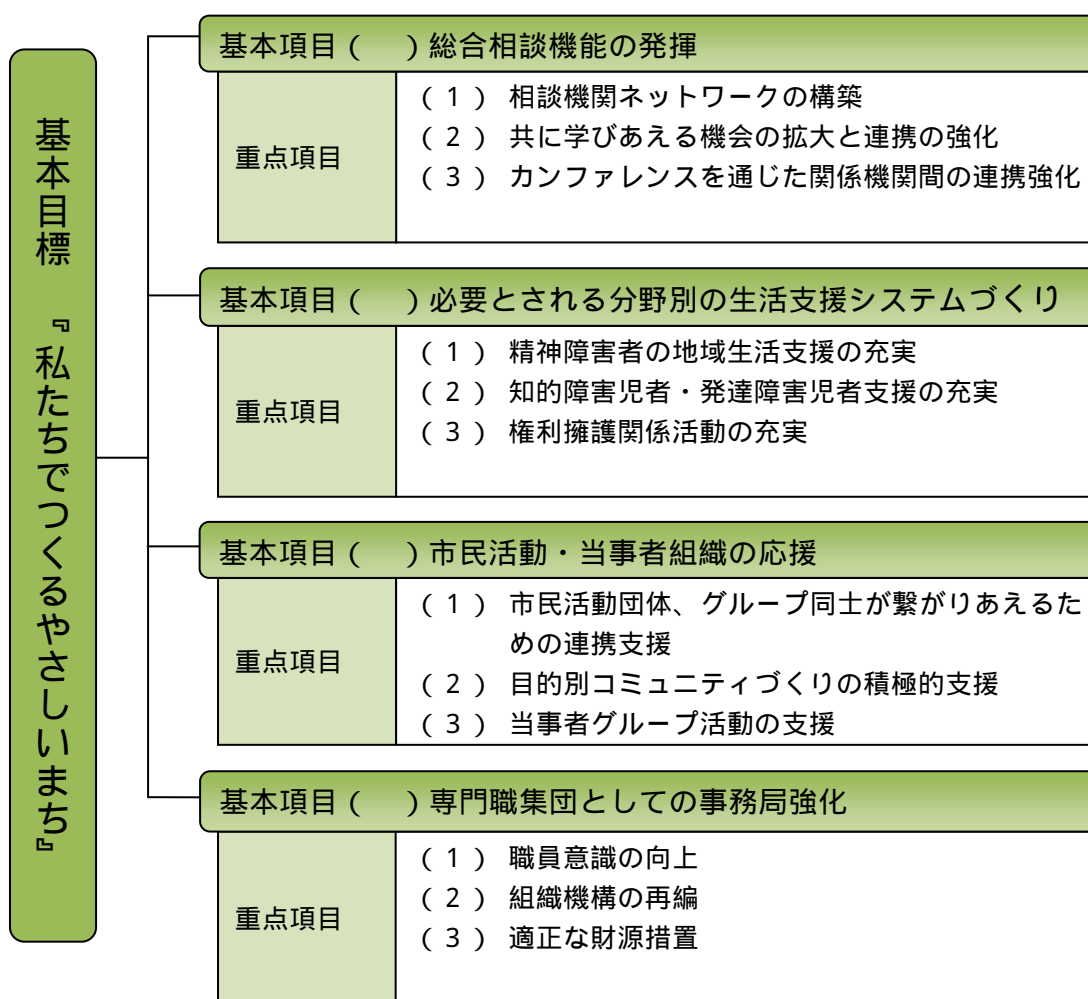 基本目標 『私たちでつくるやさしいまち』
基本項目（　）総合相談機能の発揮
重点項目
（１） 相談機関ネットワークの構築
（２） 共に学びあえる機会の拡大と連携の強化
（３） カンファレンスを通じた関係機関間の連携強化
基本項目（　）必要とされる分野別の生活支援システムづくり
重点項目
（１） 精神障害者の地域生活支援の充実
（２） 知的障害児者・発達障害児者支援の充実
（３） 権利擁護関係活動の充実
基本項目（　）市民活動・当事者組織の応援
重点項目
（１） 市民活動団体、グループ同士が繋がりあえるた
めの連携支援
（２） 目的別コミュニティづくりの積極的支援
（３） 当事者グループ活動の支援
基本項目（　）専門職集団としての事務局強化
重点項目
（１） 職員意識の向上
（２） 組織機構の再編
（３） 適正な財源措置